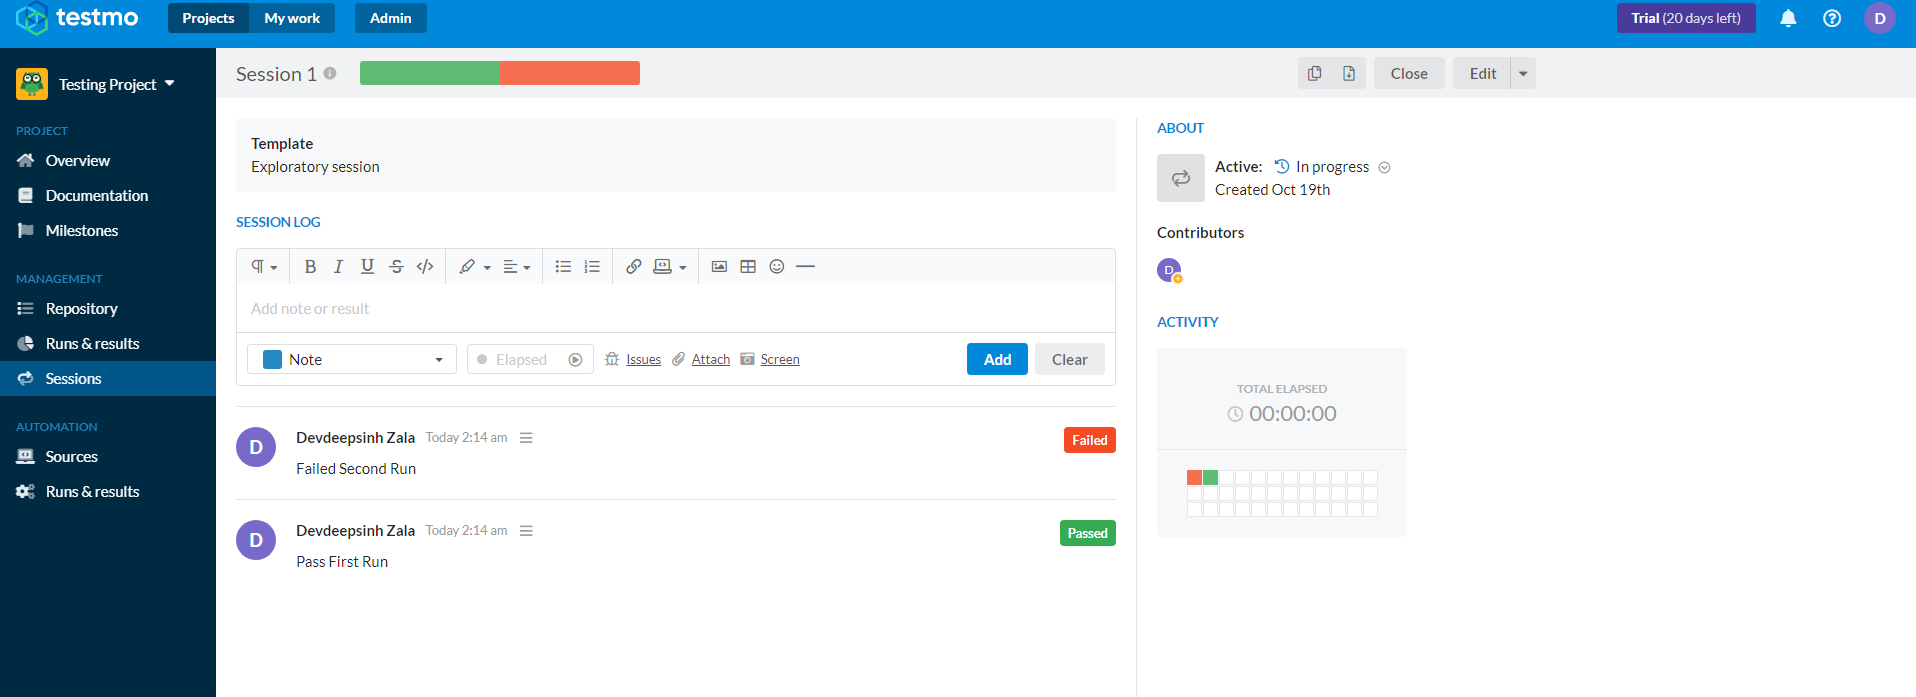 testmo
Projects
My work
Admin
Trial (20 days left)
D
Testing Project
PROJECT
Overview
Documentation
Milestones
MANAGEMENT
Repository
Runs & results
Sessions
AUTOMATION
Sources
Runs & results
Session 1
Close
Edit
Template
Exploratory session
SESSION LOG
Add note or result
Note
Elapsed
Issues
Attach
Screen
Add
Clear
D
Devdeepsinh Zala Today 2:14 am
Failed
Failed Second Run
D
Devdeepsinh Zala Today 2:14 am
Passed
Pass First Run
ABOUT
Active: In progress
Created Oct 19th
Contributors
D
ACTIVITY
TOTAL ELAPSED
00:00:00